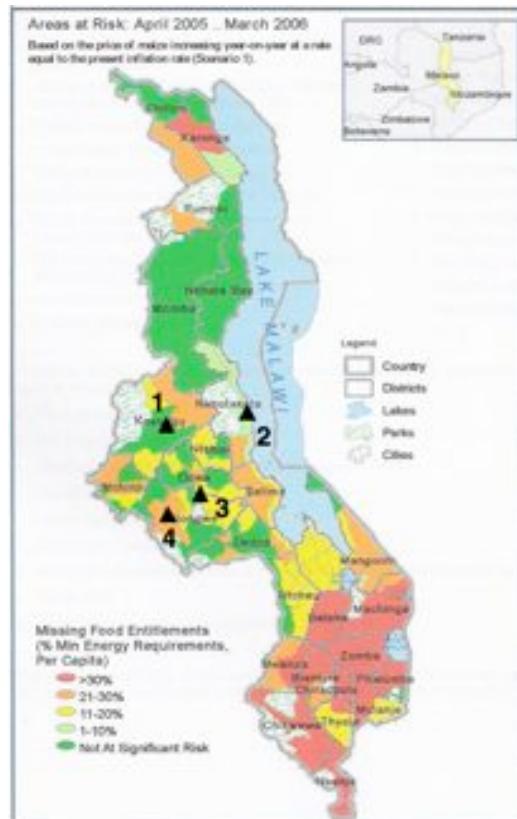 Areas at Risk: April 2005 .. March 2006
Based on the price of maize increasing year-on-year at a rate
equal to the present inflation rate (Scenario 1).
DRC
Tanzania
Angola
Malawi
Zambia
Mozambique
Zimbabwe
Botswana
Karonga
Rumphi
Nkhata Bay
Mzimba
LAKE MALAWI
Legend
Country
Districts
Lakes
Parks
Cities
1
Nkhotakota
2
Ntchisi
Dowa
3
Salima
4
Dedza
Mangochi
Ntcheu
Machinga
Balaka
Zomba
Mwanza
Blantyre
Phalombe
Chiradzulu
Mulanje
Thyolo
Chikwawa
Nsanje
Missing Food Entitlements
(% Min Energy Requirements,
Per Capita)
>30%
21-30%
11-20%
1-10%
Not At Significant Risk